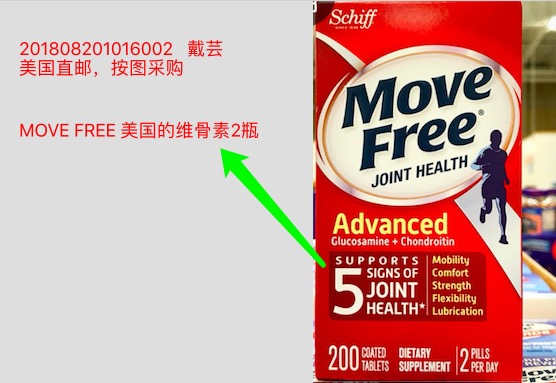 201808201016002 戴芸
美国直邮，按图采购
MOVE FREE 美国的维骨素2瓶
Schiff
Move
Free®
JOINT HEALTH
Advanced
Glucosamine + Chondroitin
SUPPORTS
5 SIGNS OF
JOINT
HEALTH*
Mobility
Comfort
Strength
Flexibility
Lubrication
200 COATED TABLETS
DIETARY SUPPLEMENT
2 PILLS PER DAY